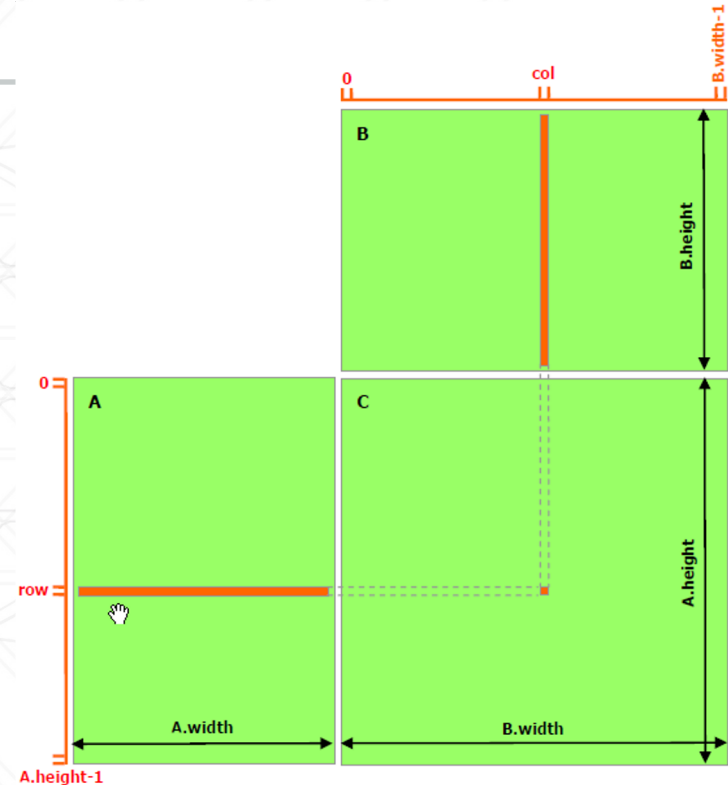 B.width-1
0
col
B
B.height
0
A
C
A.height
row
A.width
B.width
A.height-1